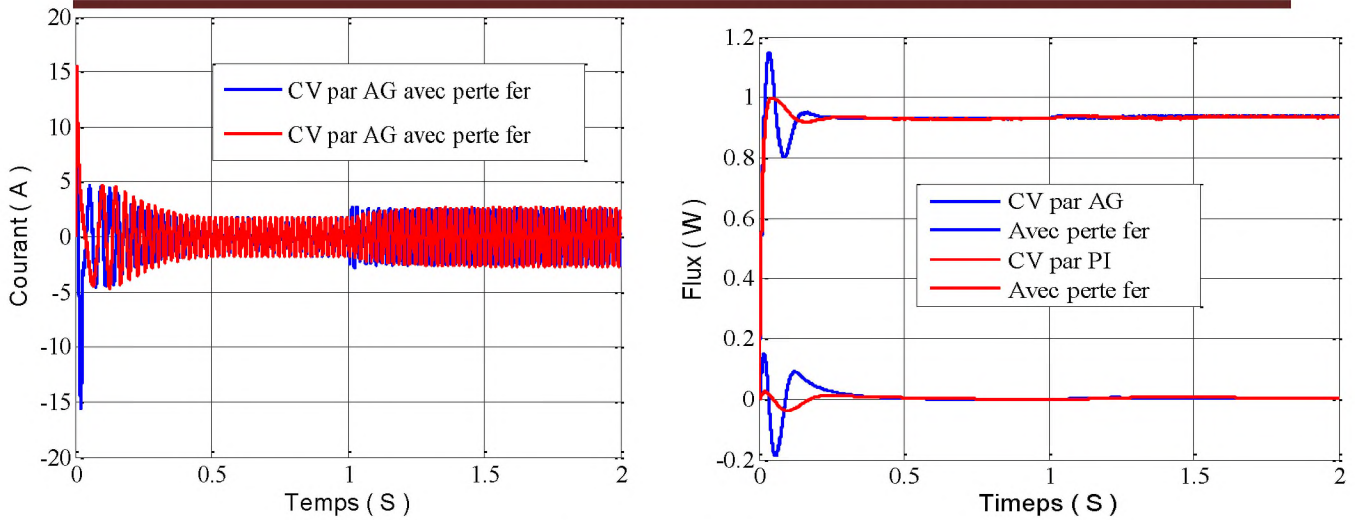 20
15
10
5
0
-5
-10
-15
-20
Courant ( A )
CV par AG avec perte fer
CV par AG avec perte fer
0
0.5
1
1.5
2
Temps ( S )
1.2
1
0.8
0.6
0.4
0.2
0
-0.2
Flux ( W )
CV par AG
Avec perte fer
CV par PI
Avec perte fer
0
0.5
1
1.5
2
Timeps ( S )